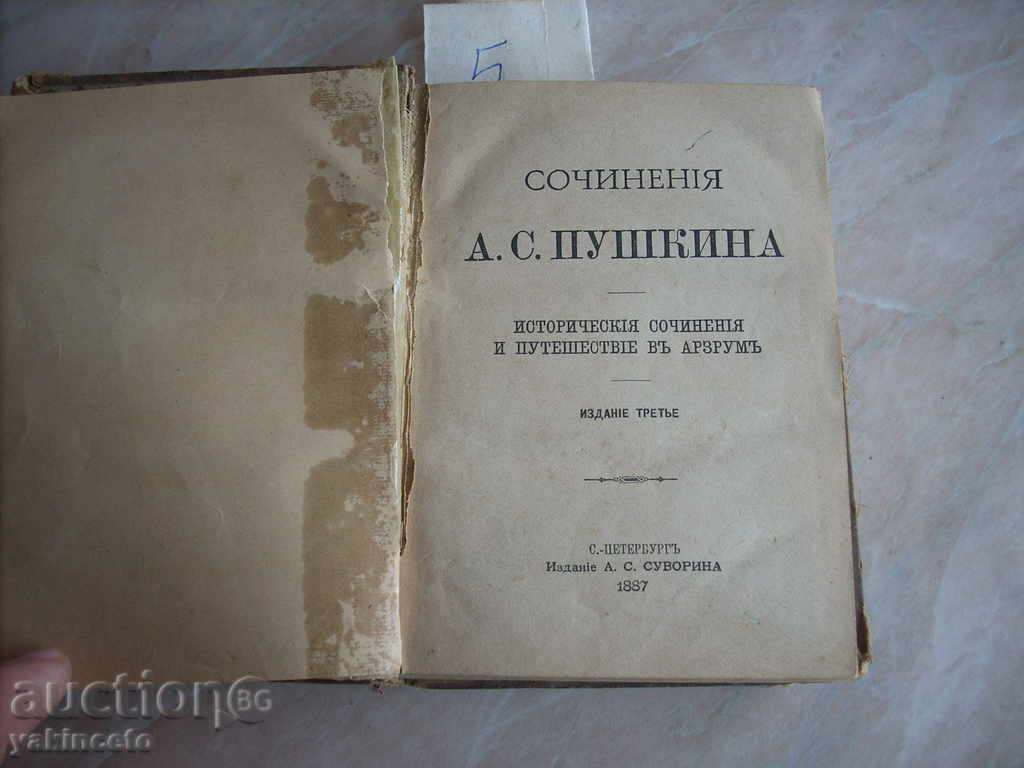 5
СОЧИНЕНІЯ
А. С. ПУШКИНА
ИСТОРИЧЕСКІЯ СОЧИНЕНІЯ
И ПУТЕШЕСТВІЕ ВЪ АРЗРУМЪ
ИЗДАНІЕ ТРЕТЬЕ
С.-ПЕТЕРБУРГЪ
Изданіе А. С. СУВОРИНА
1887
auction BG
yakinceto